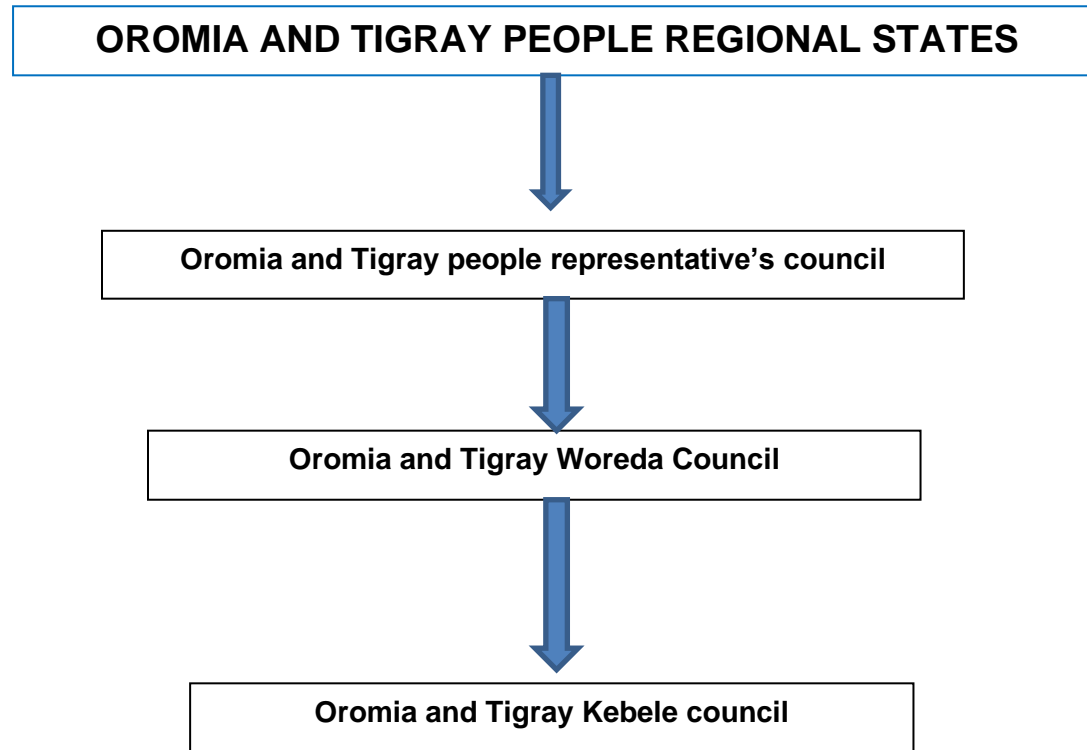 OROMIA AND TIGRAY PEOPLE REGIONAL STATES
Oromia and Tigray people representative’s council
Oromia and Tigray Woreda Council
Oromia and Tigray Kebele council